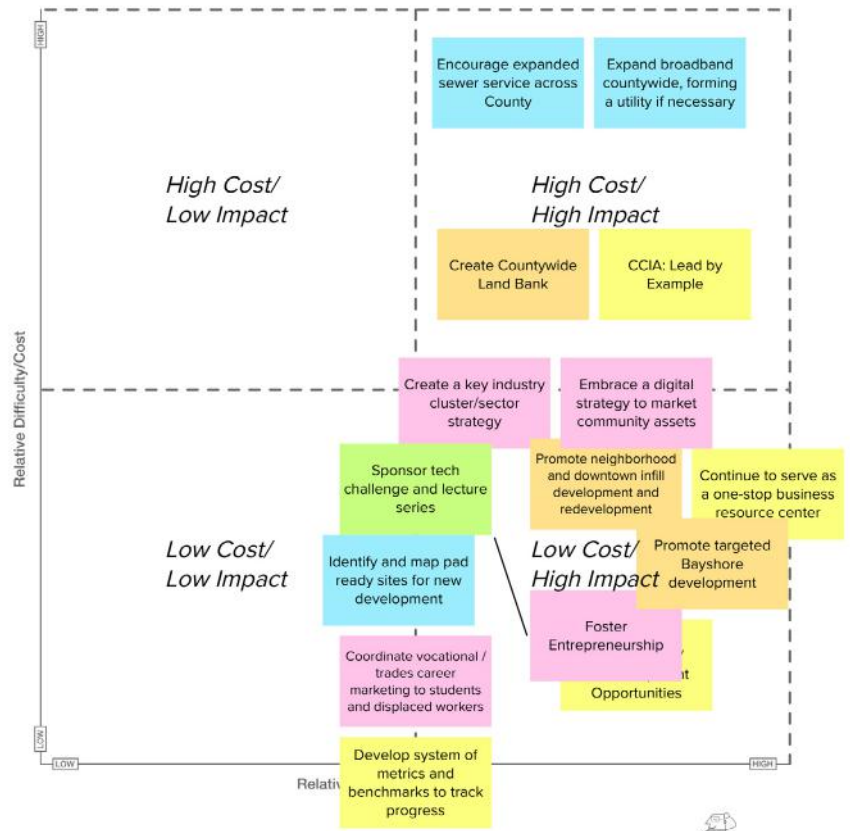 HIGH
Encourage expanded
sewer service across
County
Expand broadband
countywide, forming
a utility if necessary
High Cost/
Low Impact
High Cost/
High Impact
Create Countywide
Land Bank
CCIA: Lead by
Example
Relative Difficulty/Cost
Create a key industry
cluster/sector
strategy
Embrace a digital
strategy to market
community assets
Sponsor tech
challenge and lecture
series
Promote neighborhood
and downtown infill
development and
redevelopment
Continue to serve as
a one-stop business
resource center
Low Cost/
Low Impact
Identify and map pad
ready sites for new
development
Low Cost/
High Impact
Promote targeted
Bayshore
development
Foster
Entrepreneurship
Opportunities
Coordinate vocational /
trades career
marketing to students
and displaced workers
LOW
LOW
HIGH
Develop system of
metrics and
benchmarks to track
progress